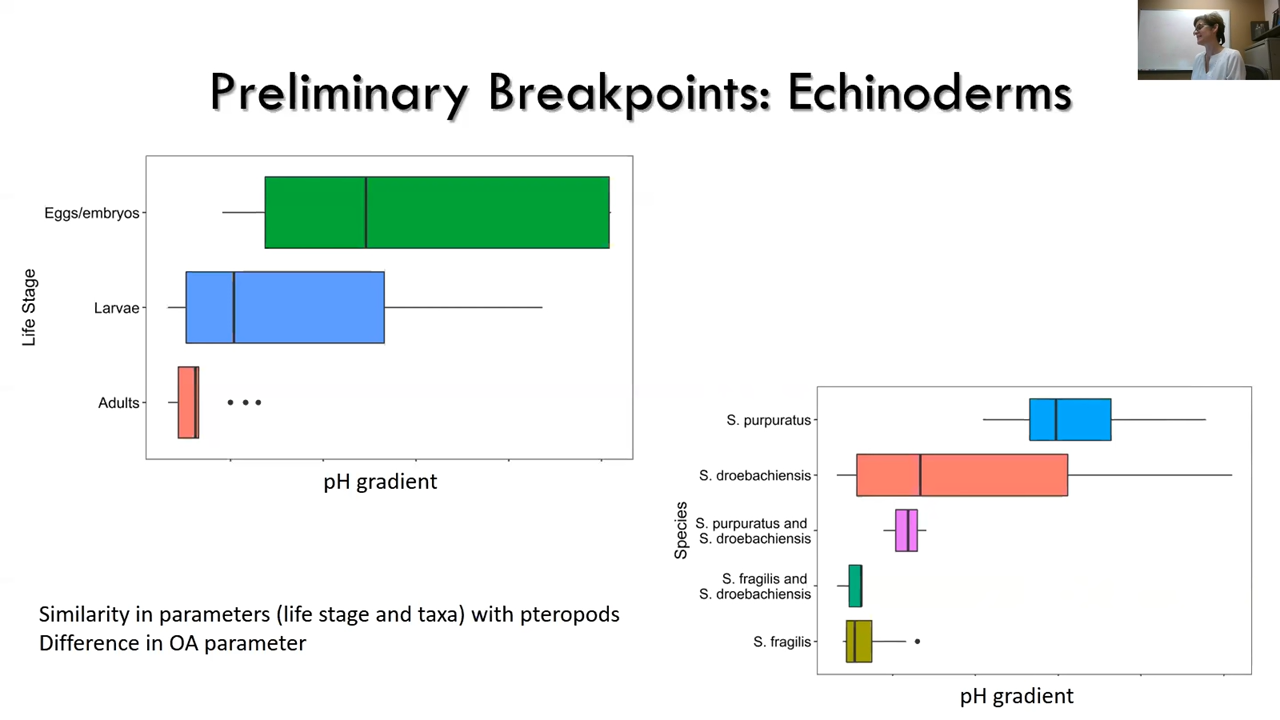 Preliminary Breakpoints: Echinoderms
Life Stage
Eggs/embryos
Larvae
Adults
pH gradient
Species
S. purpuratus
S. droebachiensis
S. purpuratus and
S. droebachiensis
S. fragilis and
S. droebachiensis
S. fragilis
pH gradient
Similarity in parameters (life stage and taxa) with pteropods
Difference in OA parameter